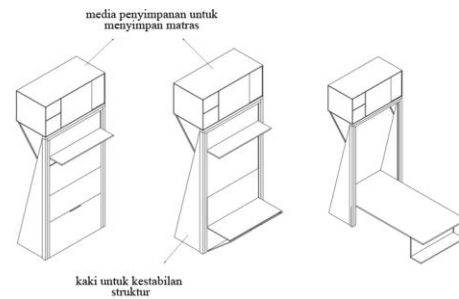 media penyimpanan untuk
menyimpan matras
kaki untuk kestabilan
struktur